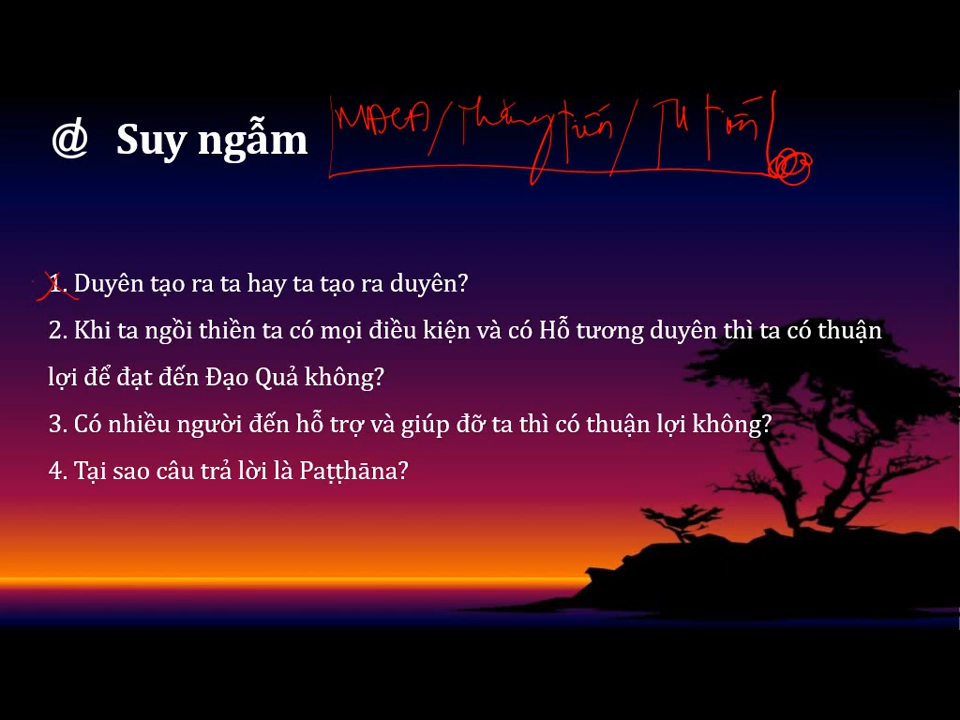 Suy ngẫm
/ Thắng tiến /
1. Duyên tạo ra ta hay ta tạo ra duyên?
2. Khi ta ngồi thiền ta có mọi điều kiện và có Hỗ tương duyên thì ta có thuận
lợi để đạt đến Đạo Quả không?
3. Có nhiều người đến hỗ trợ và giúp đỡ ta thì có thuận lợi không?
4. Tại sao câu trả lời là Paṭṭhāna?